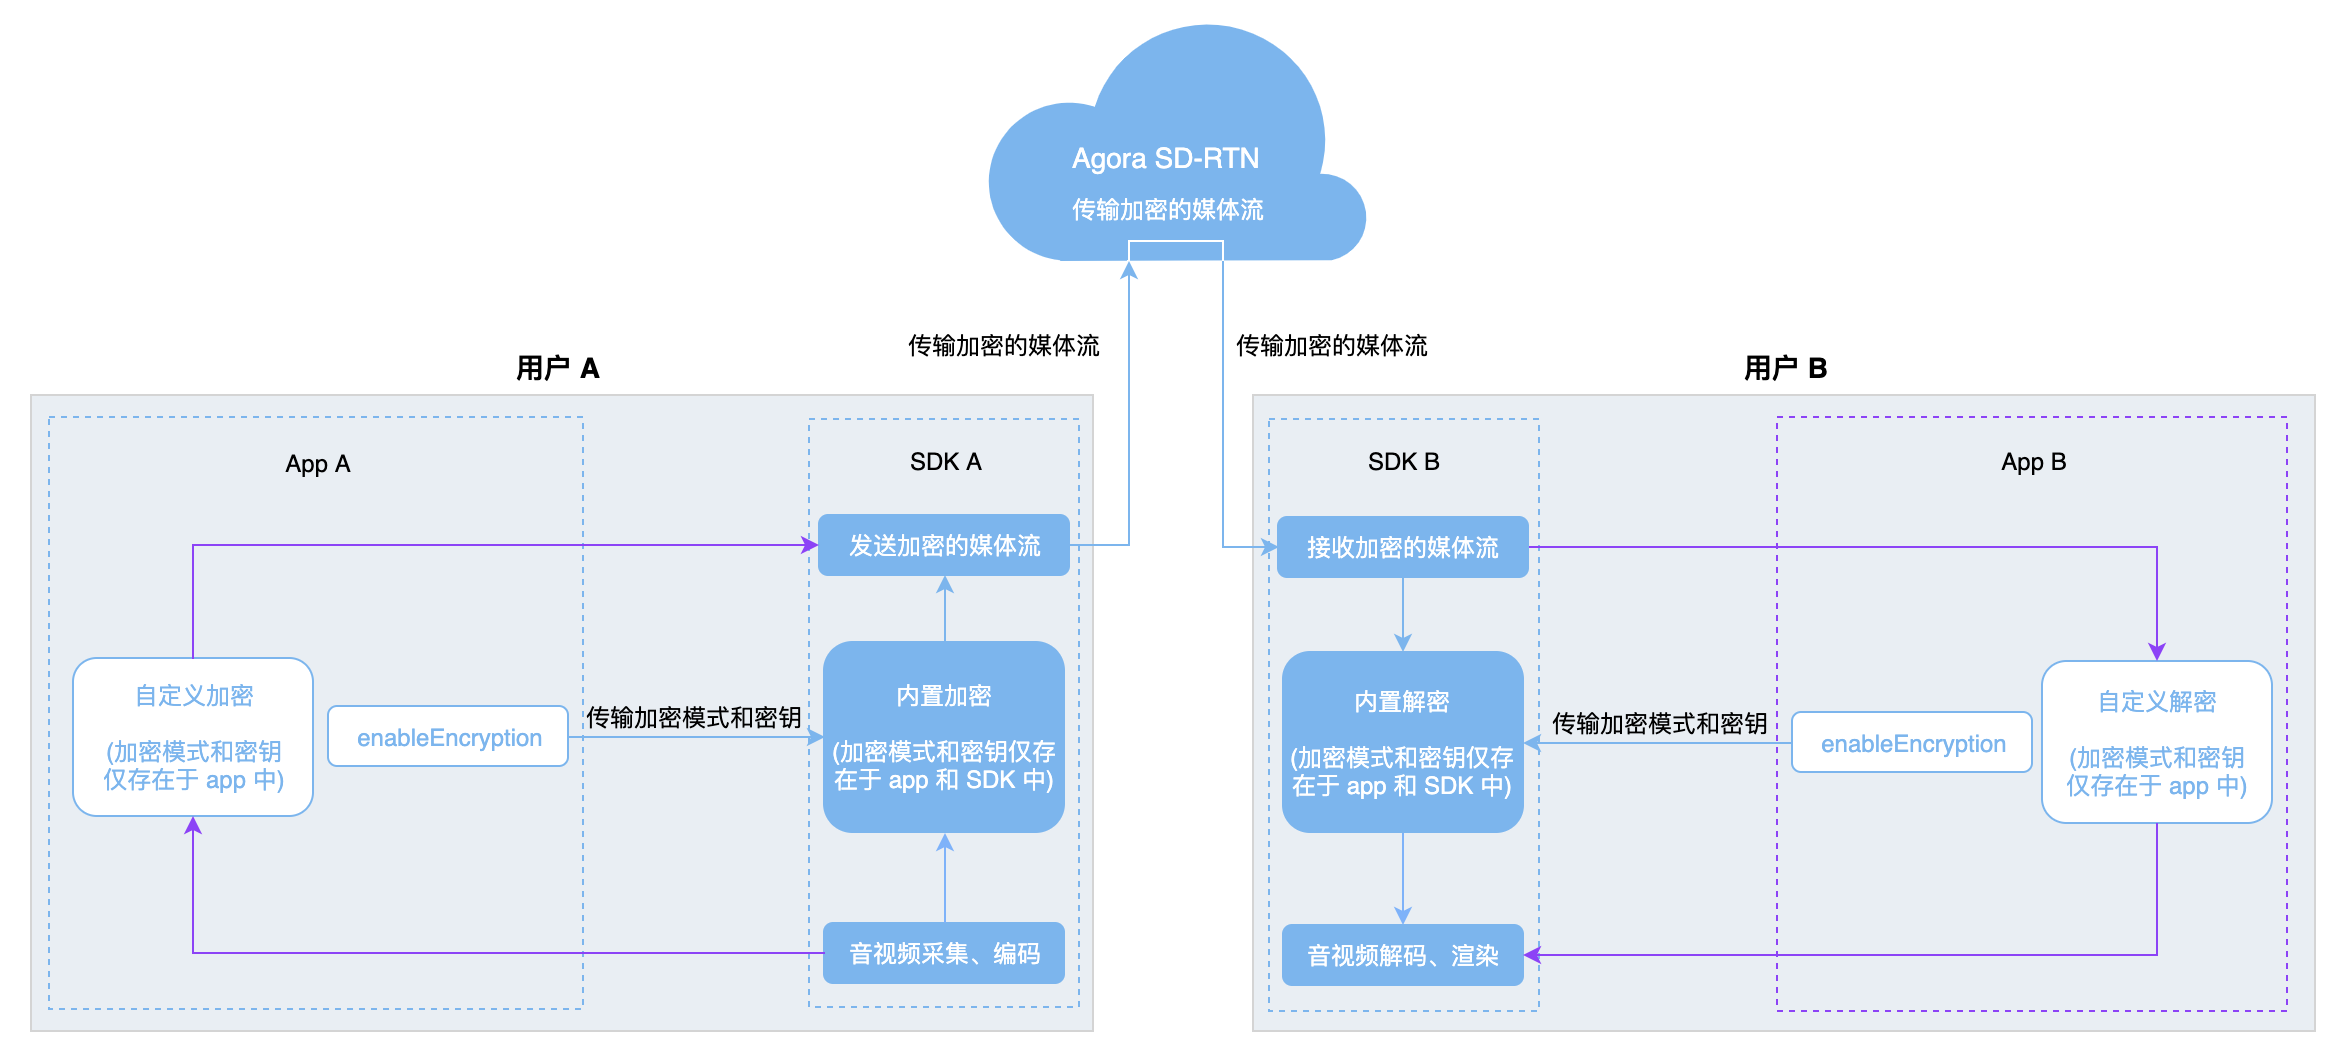 Agora SD-RTN
传输加密的媒体流
传输加密的媒体流
传输加密的媒体流
用户 A
App A
SDK A
发送加密的媒体流
自定义加密
(加密模式和密钥
仅存在于 app 中)
enableEncryption
传输加密模式和密钥
内置加密
(加密模式和密钥仅存
在于 app 和 SDK 中)
音视频采集、编码
用户 B
SDK B
App B
接收加密的媒体流
内置解密
(加密模式和密钥仅存
在于 app 和 SDK 中)
传输加密模式和密钥
enableEncryption
自定义解密
(加密模式和密钥
仅存在于 app 中)
音视频解码、渲染